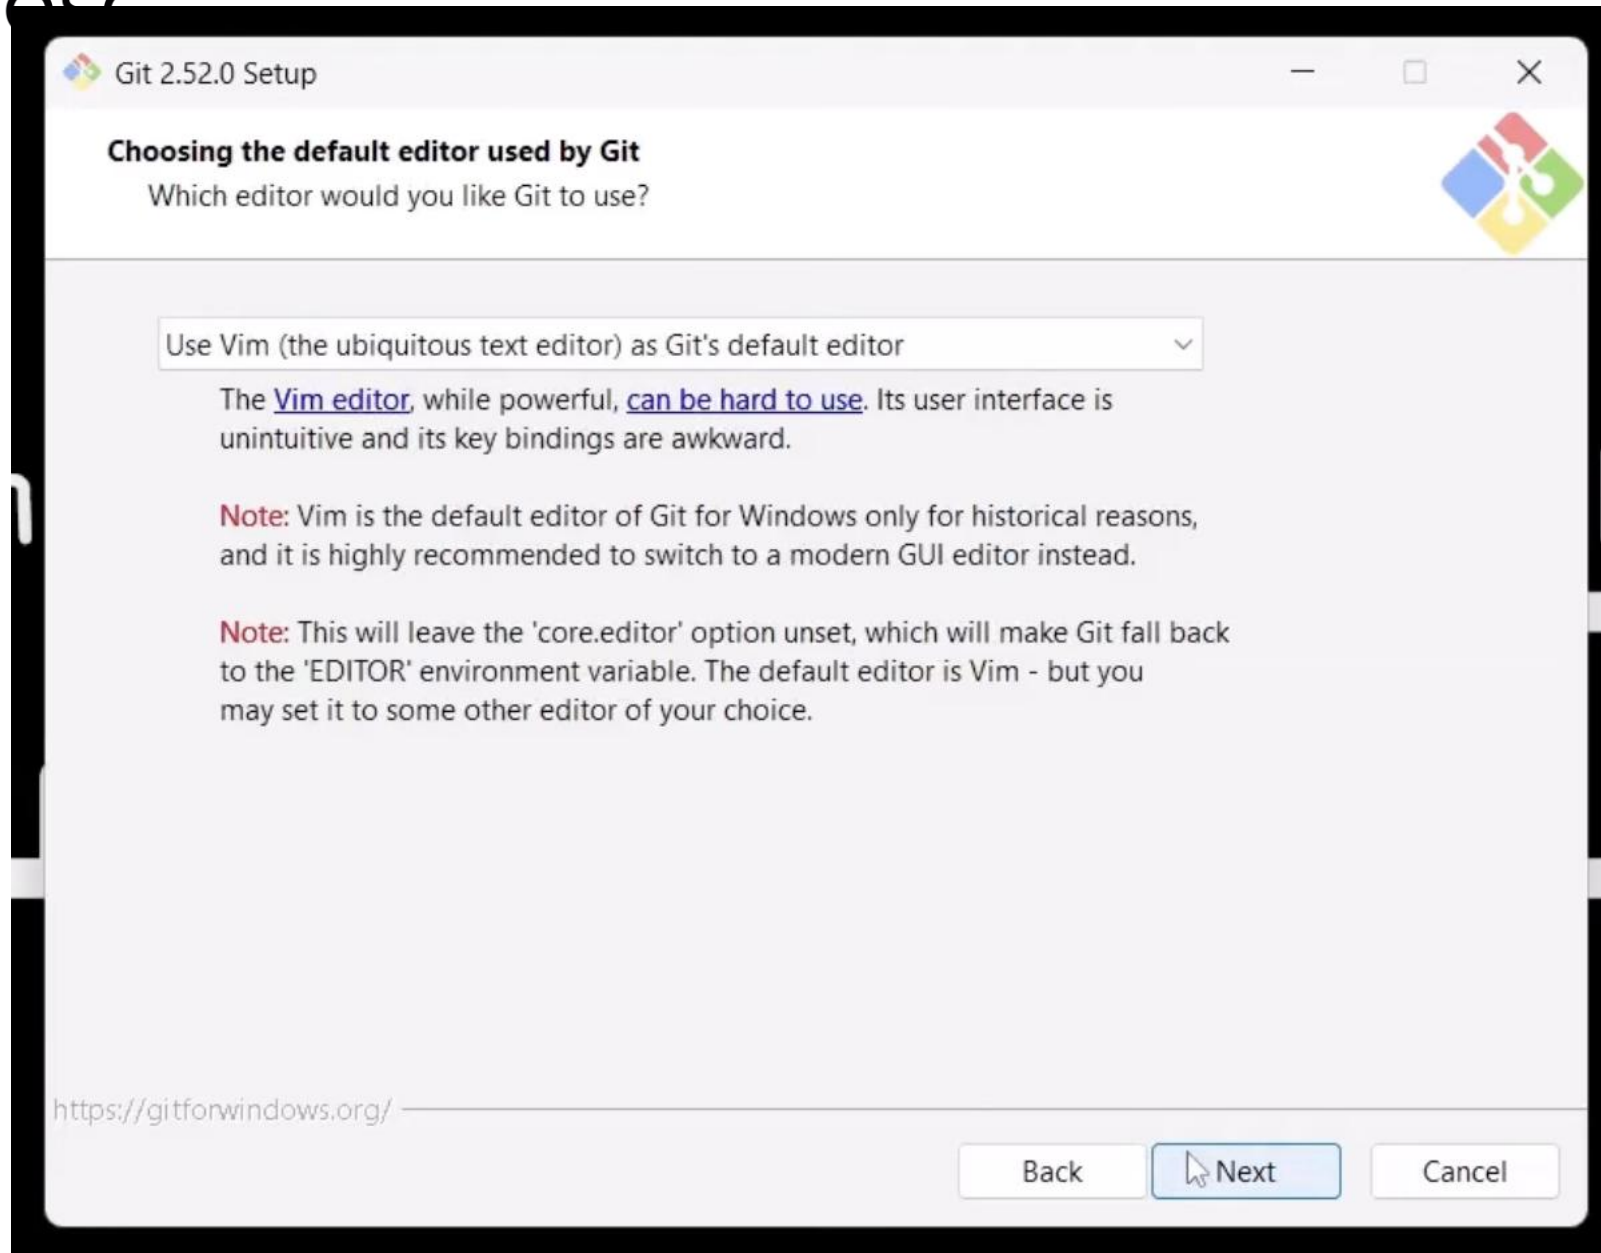 Git 2.52.0 Setup
Choosing the default editor used by Git
Which editor would you like Git to use?
Use Vim (the ubiquitous text editor) as Git's default editor
The Vim editor, while powerful, can be hard to use. Its user interface is
unintuitive and its key bindings are awkward.
Note: Vim is the default editor of Git for Windows only for historical reasons,
and it is highly recommended to switch to a modern GUI editor instead.
Note: This will leave the 'core.editor' option unset, which will make Git fall back
to the 'EDITOR' environment variable. The default editor is Vim - but you
may set it to some other editor of your choice.
https://gitforwindows.org/
Back Next Cancel